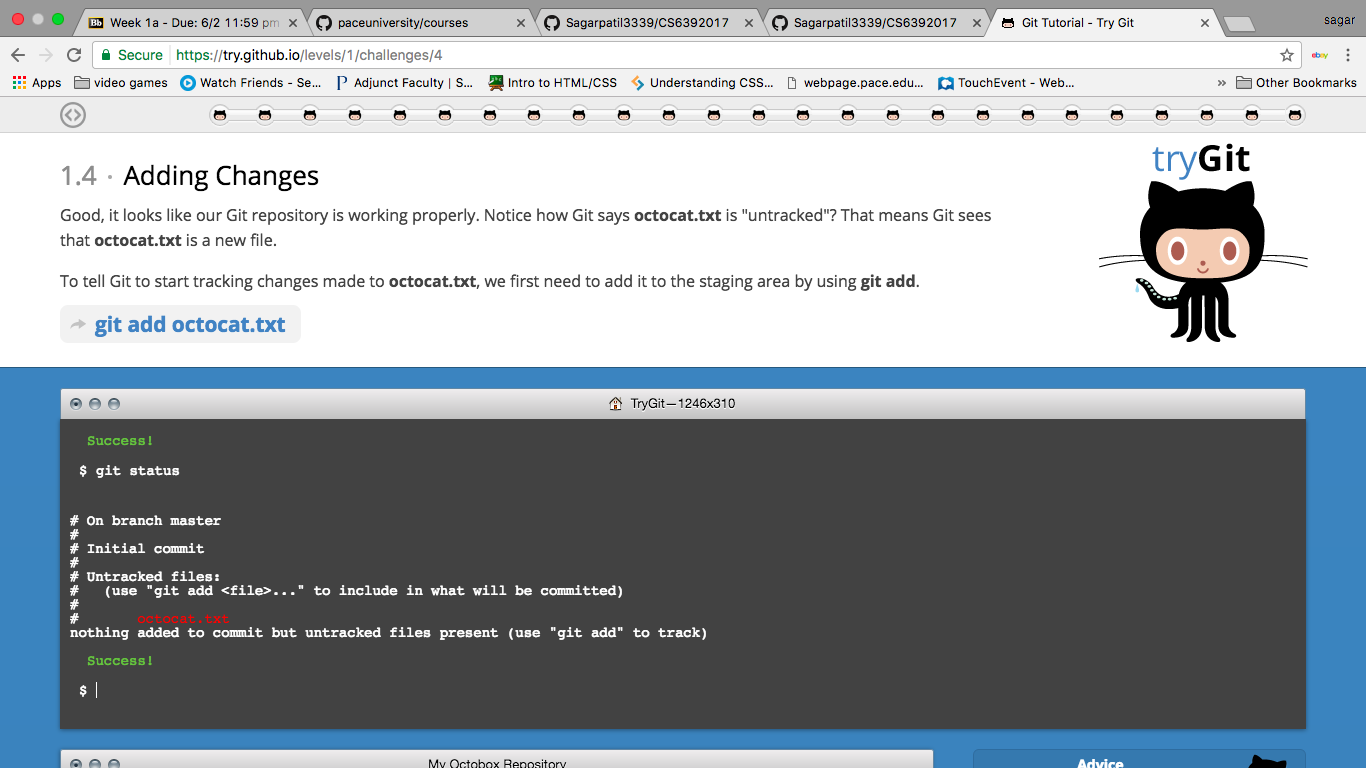 Week 1a - Due: 6/2 11:59 pm
paceuniversity/courses
Sagarpatil3339/CS6392017
Sagarpatil3339/CS6392017
Git Tutorial - Try Git
sagar
Secure https://try.github.io/levels/1/challenges/4
ebay
Apps video games Watch Friends - Se... Adjunct Faculty | S... Intro to HTML/CSS Understanding CSS... webpage.pace.edu... TouchEvent - Web... » Other Bookmarks
tryGit
1.4 · Adding Changes
Good, it looks like our Git repository is working properly. Notice how Git says octocat.txt is "untracked"? That means Git sees
that octocat.txt is a new file.
To tell Git to start tracking changes made to octocat.txt, we first need to add it to the staging area by using git add.
git add octocat.txt
TryGit—1246x310
Success!
$ git status
# On branch master
#
# Initial commit
#
# Untracked files:
#   (use "git add <file>..." to include in what will be committed)
#
#       octocat.txt
nothing added to commit but untracked files present (use "git add" to track)
Success!
$
My Octobox Repository
Advice